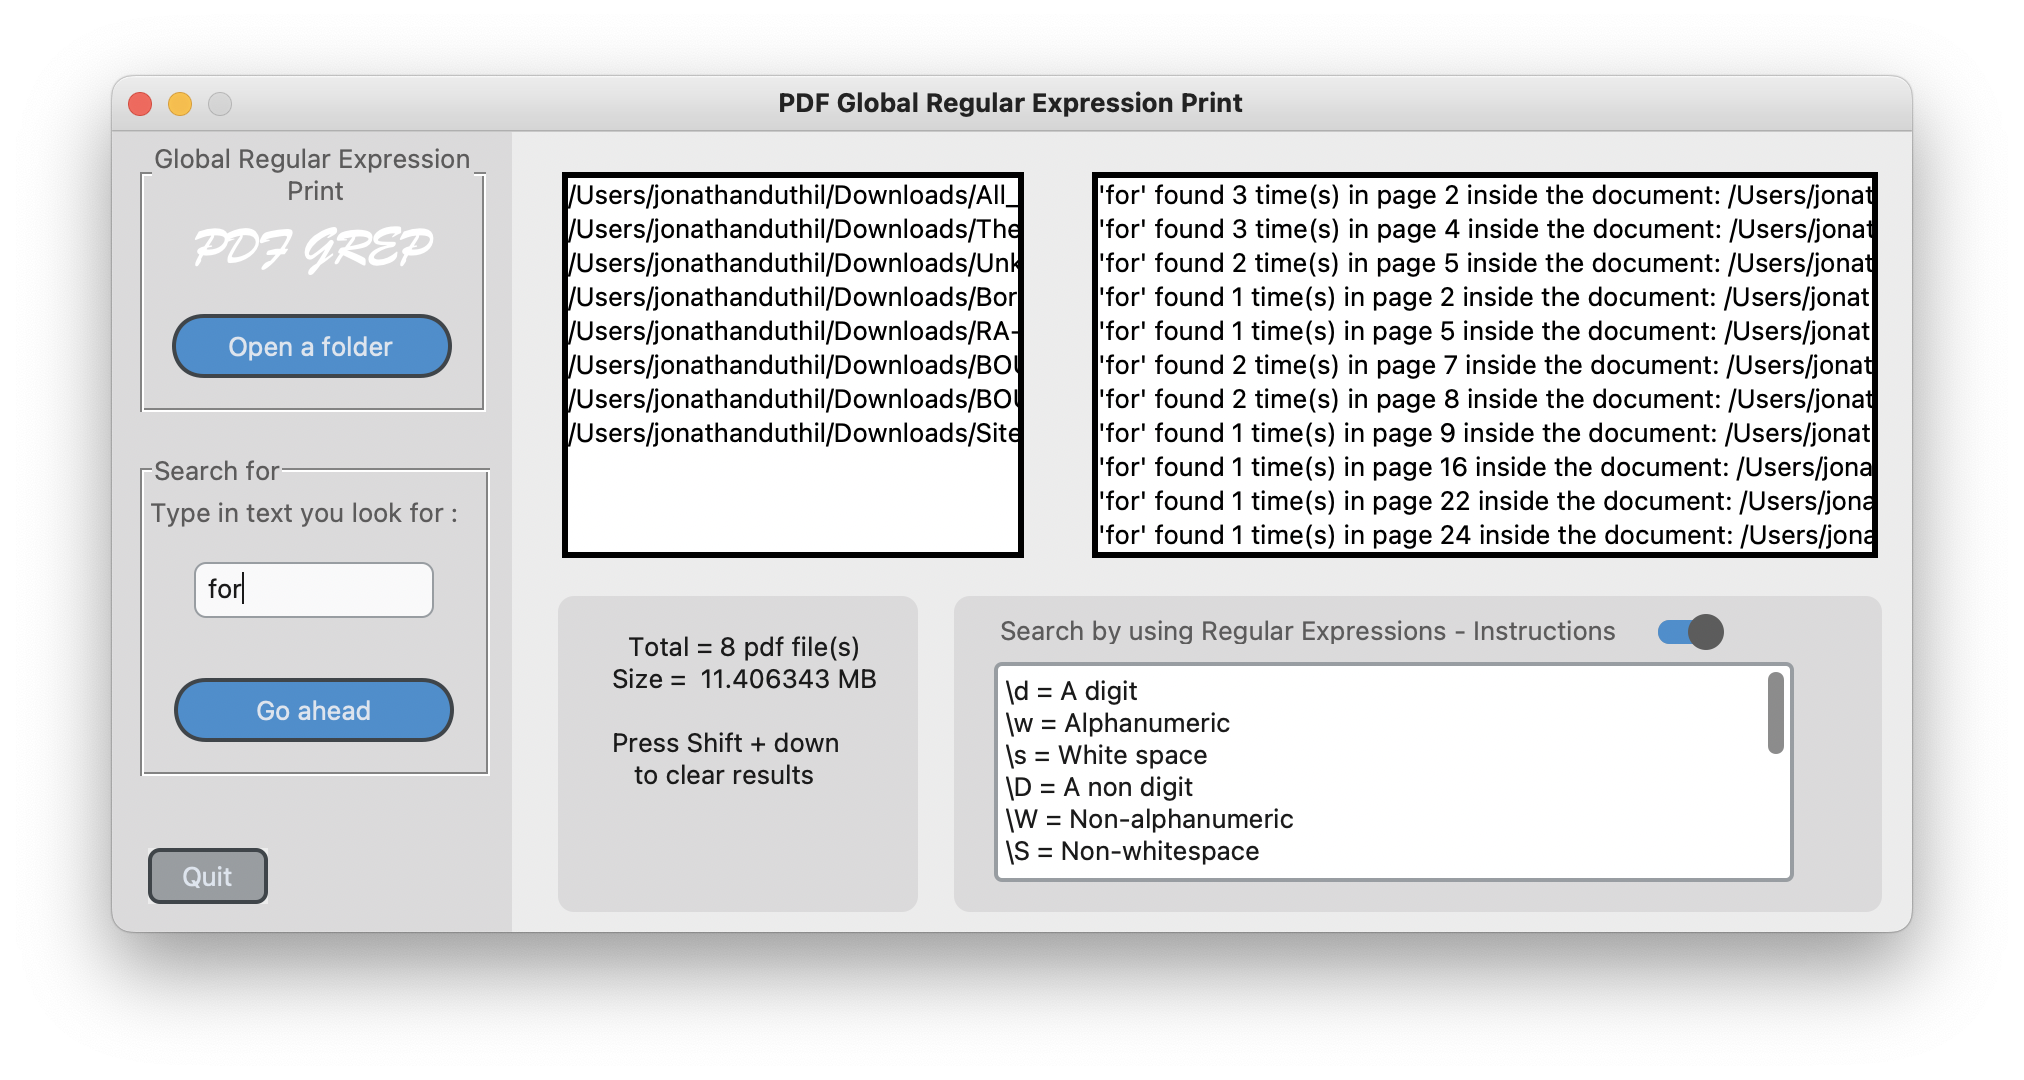 PDF Global Regular Expression Print
Global Regular Expression
Print
PDF GREP
Open a folder
Search for
Type in text you look for :
for
Go ahead
Quit
/Users/jonathanduthil/Downloads/All_
/Users/jonathanduthil/Downloads/The
/Users/jonathanduthil/Downloads/Unk
/Users/jonathanduthil/Downloads/Bor
/Users/jonathanduthil/Downloads/RA-
/Users/jonathanduthil/Downloads/BOU
/Users/jonathanduthil/Downloads/BOU
/Users/jonathanduthil/Downloads/Site
'for' found 3 time(s) in page 2 inside the document: /Users/jonat
'for' found 3 time(s) in page 4 inside the document: /Users/jonat
'for' found 2 time(s) in page 5 inside the document: /Users/jonat
'for' found 1 time(s) in page 2 inside the document: /Users/jonat
'for' found 1 time(s) in page 5 inside the document: /Users/jonat
'for' found 2 time(s) in page 7 inside the document: /Users/jonat
'for' found 2 time(s) in page 8 inside the document: /Users/jonat
'for' found 1 time(s) in page 9 inside the document: /Users/jonat
'for' found 1 time(s) in page 16 inside the document: /Users/jona
'for' found 1 time(s) in page 22 inside the document: /Users/jona
'for' found 1 time(s) in page 24 inside the document: /Users/jona
Total = 8 pdf file(s)
Size =  11.406343 MB
Press Shift + down
to clear results
Search by using Regular Expressions - Instructions
\d = A digit
\w = Alphanumeric
\s = White space
\D = A non digit
\W = Non-alphanumeric
\S = Non-whitespace